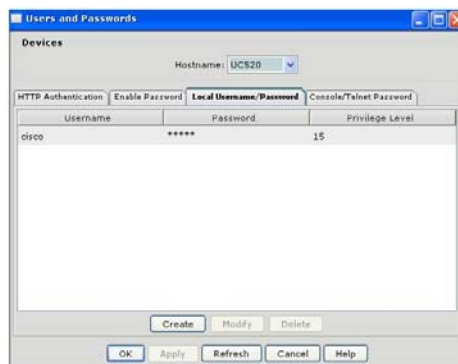 Users and Passwords
Devices
Hostname: UC520
HTTP Authentication Enable Password Local Username/Password Console/Telnet Password
Username Password Privilege Level
cisco ***** 15
Create Modify Delete
OK Apply Refresh Cancel Help